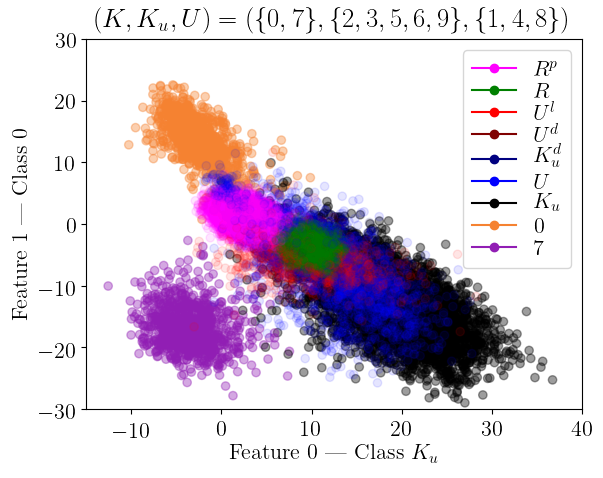 (K, K_u, U) = ({0, 7}, {2, 3, 5, 6, 9}, {1, 4, 8})
30
20
10
0
−10
−20
−30
Feature 1 — Class 0
R^p
R
U^l
U^d
K_u^d
U
K_u
0
7
−10
0
10
20
30
40
Feature 0 — Class K_u